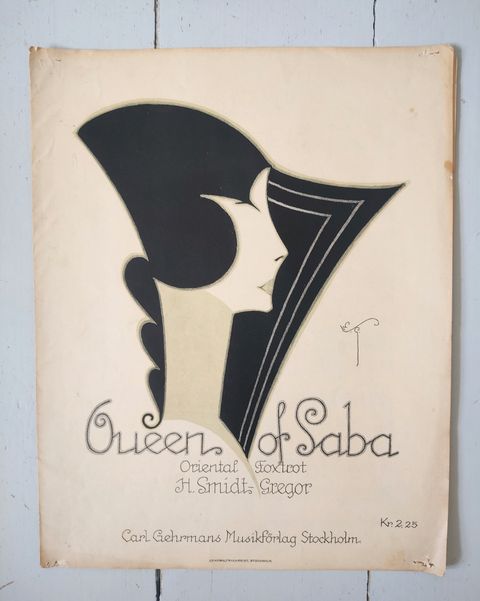 Queen of Saba
Oriental Foxtrot
H. Smidt-Gregor
Kr. 2,25
Carl Gehrmans Musikförlag Stockholm.